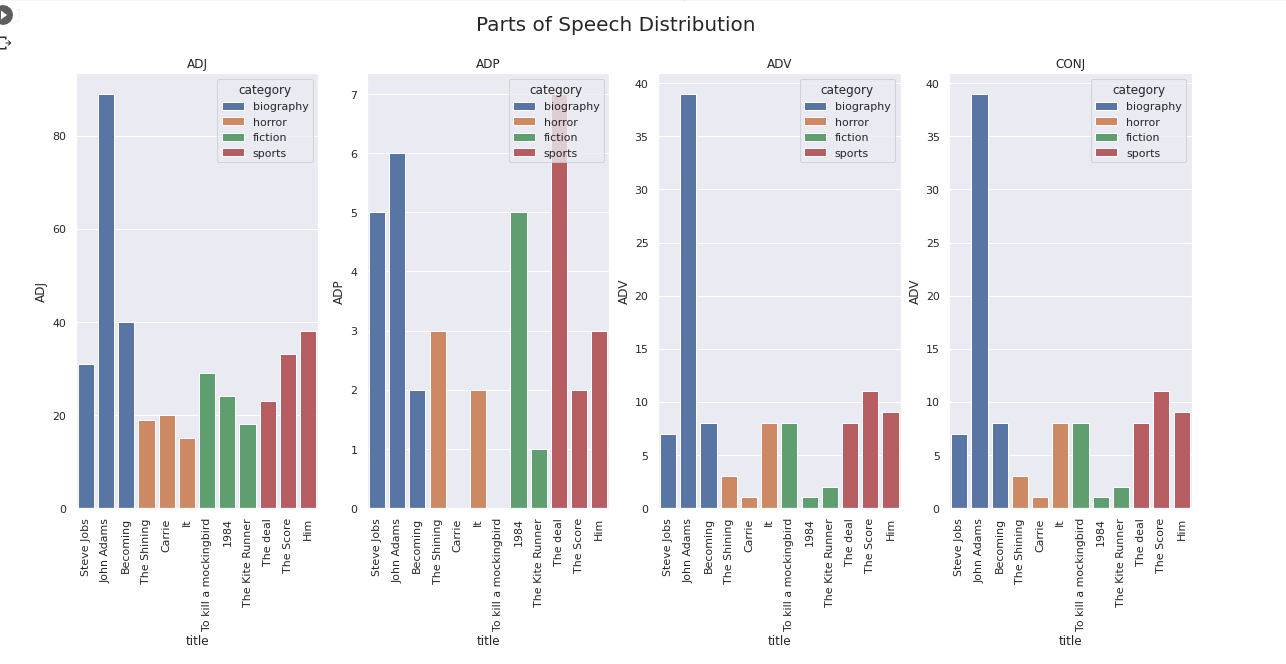 Parts of Speech Distribution
ADJ
ADP
ADV
CONJ
category
biography
horror
fiction
sports
category
biography
horror
fiction
sports
category
biography
horror
fiction
sports
category
biography
horror
fiction
sports
ADJ
80
60
40
20
0
ADP
7
6
5
4
3
2
1
0
ADV
40
35
30
25
20
15
10
5
0
ADV
40
35
30
25
20
15
10
5
0
Steve Jobs
John Adams
Becoming
The Shining
Carrie
It
To kill a mockingbird
1984
The Kite Runner
The deal
The Score
Him
title
Steve Jobs
John Adams
Becoming
The Shining
Carrie
It
To kill a mockingbird
1984
The Kite Runner
The deal
The Score
Him
title
Steve Jobs
John Adams
Becoming
The Shining
Carrie
It
To kill a mockingbird
1984
The Kite Runner
The deal
The Score
Him
title
Steve Jobs
John Adams
Becoming
The Shining
Carrie
It
To kill a mockingbird
1984
The Kite Runner
The deal
The Score
Him
title